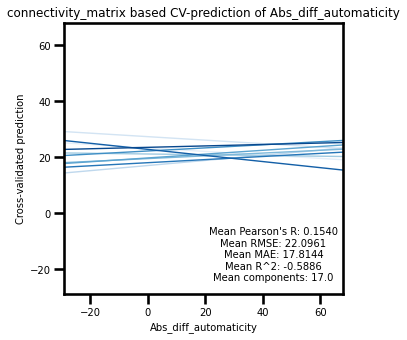 connectivity_matrix based CV-prediction of Abs_diff_automaticity
60
40
20
0
−20
Cross-validated prediction
Mean Pearson's R: 0.1540
Mean RMSE: 22.0961
Mean MAE: 17.8144
Mean R^2: -0.5886
Mean components: 17.0
−20 0 20 40 60
Abs_diff_automaticity